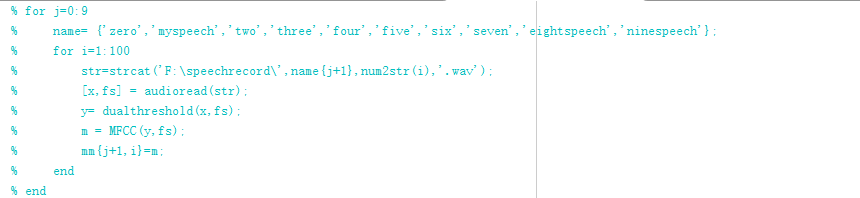 % for j=0:9
%     name= {'zero','myspeech','two','three','four','five','six','seven','eightspeech','ninespeech'};
%     for i=1:100
%         str=strcat('F:\speechrecord\',name{j+1},num2str(i),'.wav');
%         [x,fs] = audioread(str);
%         y= dualthreshold(x,fs);
%         m = MFCC(y,fs);
%         mm{j+1,i}=m;
%     end
% end